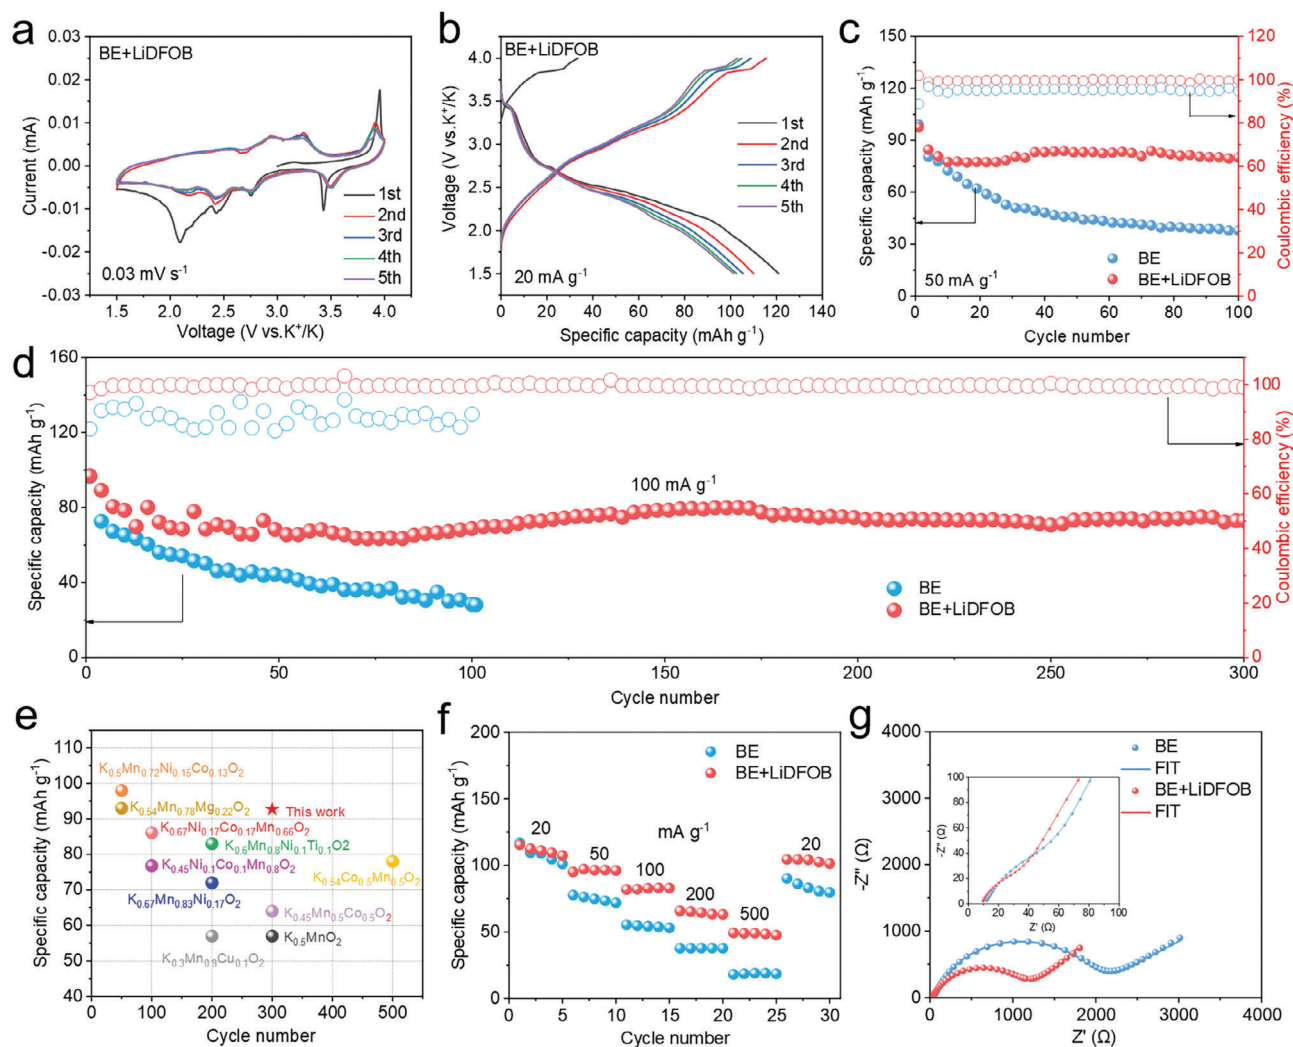 a
BE+LiDFOB
0.03
0.02
0.01
0.00
-0.01
-0.02
-0.03
Current (mA)
1st
2nd
3rd
4th
5th
0.03 mV s⁻¹
1.5 2.0 2.5 3.0 3.5 4.0
Voltage (V vs.K⁺/K)
b
BE+LiDFOB
4.0
3.5
3.0
2.5
2.0
1.5
Voltage (V vs.K⁺/K)
1st
2nd
3rd
4th
5th
20 mA g⁻¹
0 20 40 60 80 100 120 140
Specific capacity (mAh g⁻¹)
c
150
120
90
60
30
0
Specific capacity (mAh g⁻¹)
120
100
80
60
40
20
0
Coulombic efficiency (%)
BE
BE+LiDFOB
50 mA g⁻¹
0 20 40 60 80 100
Cycle number
d
160
120
80
40
0
Specific capacity (mAh g⁻¹)
100
80
60
40
20
0
Coulombic efficiency (%)
100 mA g⁻¹
BE
BE+LiDFOB
0 50 100 150 200 250 300
Cycle number
e
110
100
90
80
70
60
50
40
Specific capacity (mAh g⁻¹)
K₀.₅Mn₀.₇₂Ni₀.₁₅Co₀.₁₃O₂
K₀.₅₄Mn₀.₇₈Mg₀.₂₂O₂
This work
K₀.₆₇Ni₀.₁₇Co₀.₁₇Mn₀.₆₆O₂
K₀.₆Mn₀.₈Ni₀.₁Ti₀.₁O2
K₀.₄₅Ni₀.₁Co₀.₁Mn₀.₈O₂
K₀.₅₄Co₀.₅Mn₀.₅O₂
K₀.₆₇Mn₀.₈₃Ni₀.₁₇O₂
K₀.₄₅Mn₀.₅Co₀.₅O₂
K₀.₅MnO₂
K₀.₃Mn₀.₉Cu₀.₁O₂
0 100 200 300 400 500
Cycle number
f
200
150
100
50
0
Specific capacity (mAh g⁻¹)
BE
BE+LiDFOB
mA g⁻¹
20
50
100
200
500
20
0 5 10 15 20 25 30
Cycle number
g
4000
3000
2000
1000
0
-Z'' (Ω)
BE
FIT
BE+LiDFOB
FIT
100
80
60
40
20
0
-Z'' (Ω)
0 20 40 60 80 100
Z' (Ω)
0 1000 2000 3000 4000
Z' (Ω)